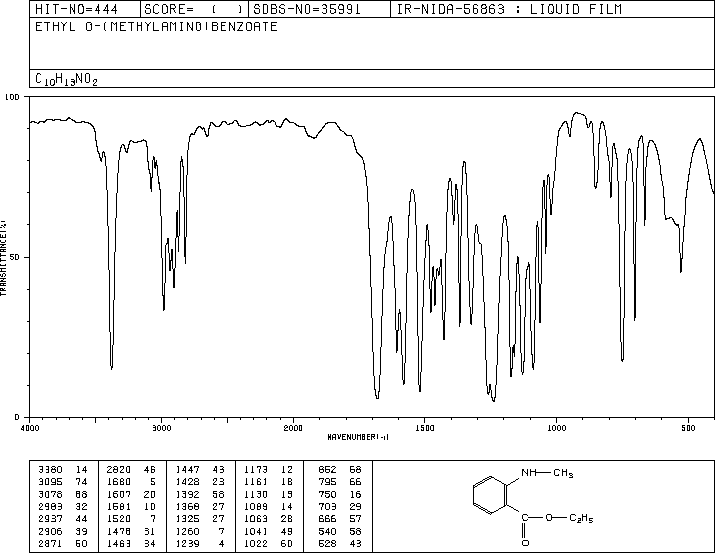 HIT-NO=444 SCORE= ( ) SDBS-NO=35991 IR-NIDA-56863 : LIQUID FILM
ETHYL O-(METHYLAMINO)BENZOATE
C10H13NO2
100
50
0
TRANSMITTANCE(%)
4000 3000 2000 1500 1000 500
WAVENUMBER(-1)
3380 14 2820 46 1447 43 1173 12 852 68
3095 74 1680 5 1428 23 1161 18 795 66
3078 68 1607 20 1392 58 1130 13 750 16
2983 32 1581 10 1368 27 1089 14 703 29
2937 44 1520 7 1325 27 1063 28 666 57
2906 39 1478 31 1260 7 1041 49 540 58
2871 50 1463 34 1239 4 1022 60 528 43
NH—CH3
C—O—C2H5
O